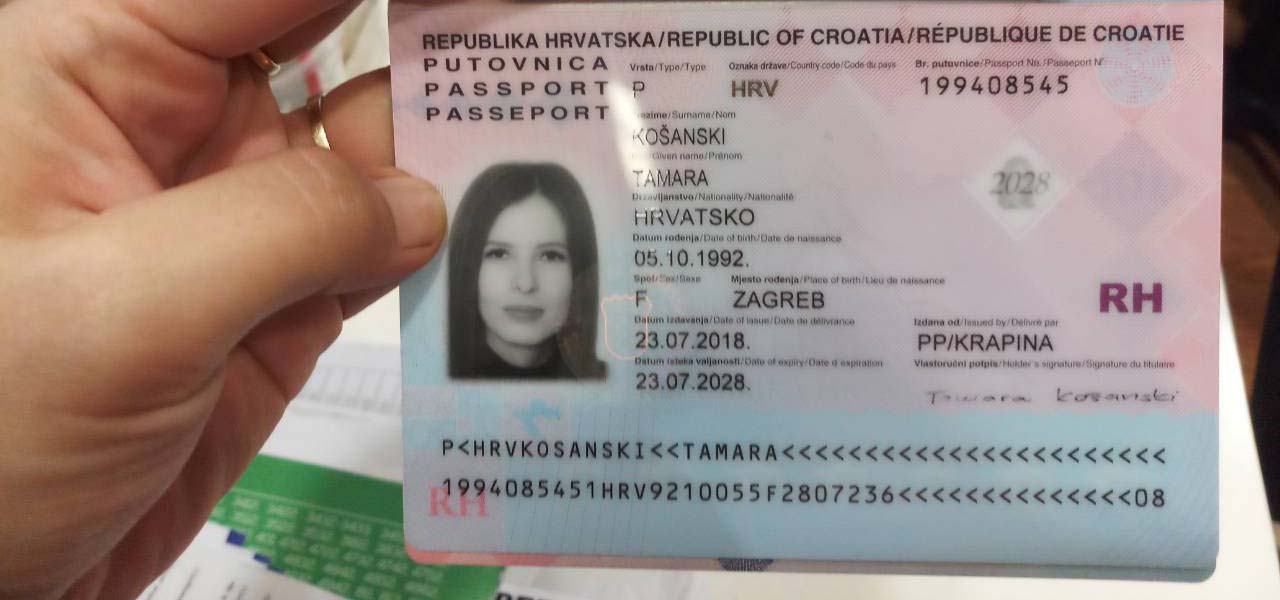 REPUBLIKA HRVATSKA/REPUBLIC OF CROATIA/RÉPUBLIQUE DE CROATIE
PUTOVNICA Vrsta/Type/Type Oznaka države/Country code/Code du pays Br. putovnice/Passport No./Passeport N°
PASSPORT P HRV 199408545
PASSEPORT
KOŠANSKI
Given name/Prénom
TAMARA
2028
Državljanstvo/Nationality/Nationalité
HRVATSKO
Datum rođenja/Date of birth/Date de naissance
05.10.1992.
Spol/Sex/Sexe Mjesto rođenja/Place of birth/Lieu de naissance
F ZAGREB
RH
Datum izdavanja/Date of issue/Date de délivrance Izdana od/Issued by/Délivré par
23.07.2018. PP/KRAPINA
Datum isteka valjanosti/Date of expiry/Date d'expiration Vlastoručni potpis/Holder's signature/Signature du titulaire
23.07.2028.
Tamara Košanski
P<HRVKOSANSKI<<TAMARA<<<<<<<<<<<<<<<<<<<<<<<
1994085451HRV9210055F2807236<<<<<<<<<<<<<<08
RH